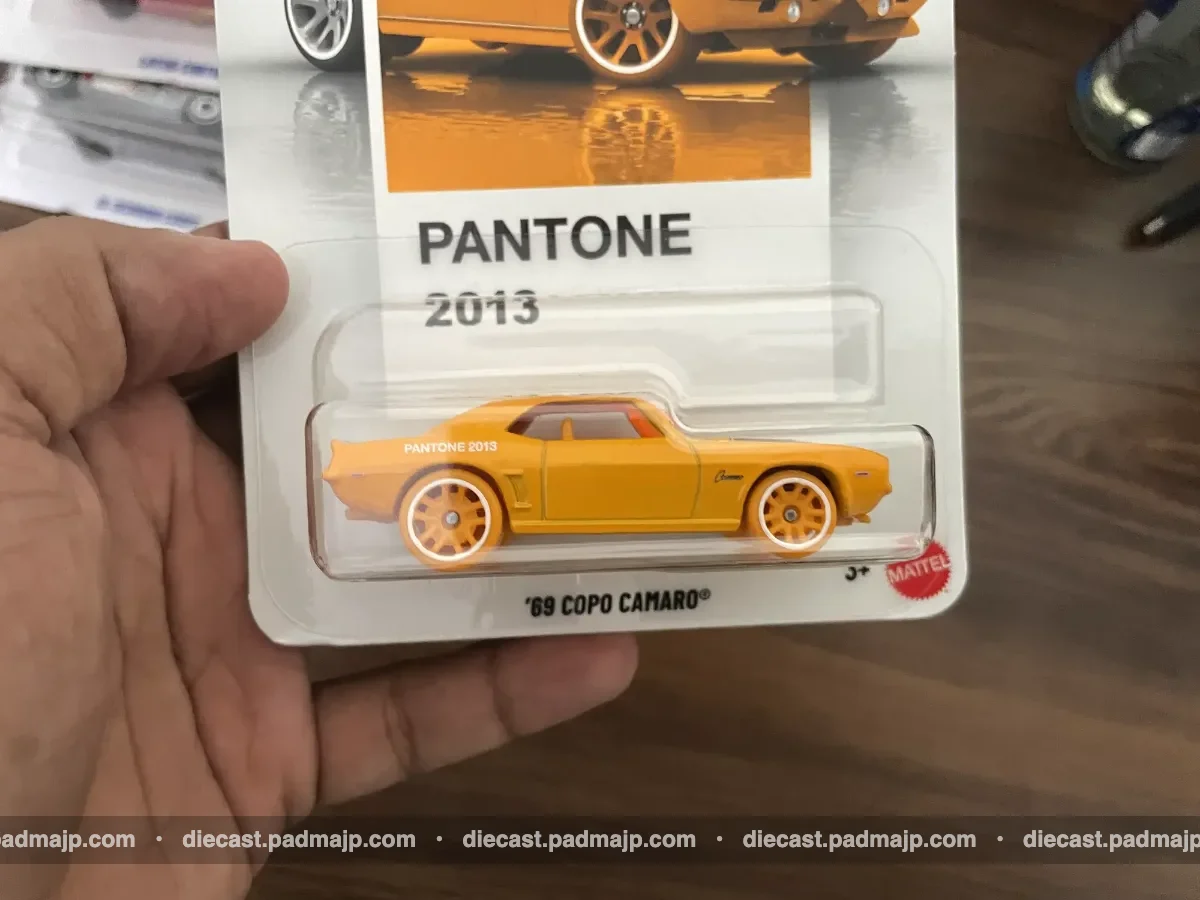 PANTONE
2013
PANTONE 2013
Camaro
3+
MATTEL
'69 COPO CAMARO®
admajp.com • diecast.padmajp.com • diecast.padmajp.com • diecast.padmajp.com • diecast.padmajp